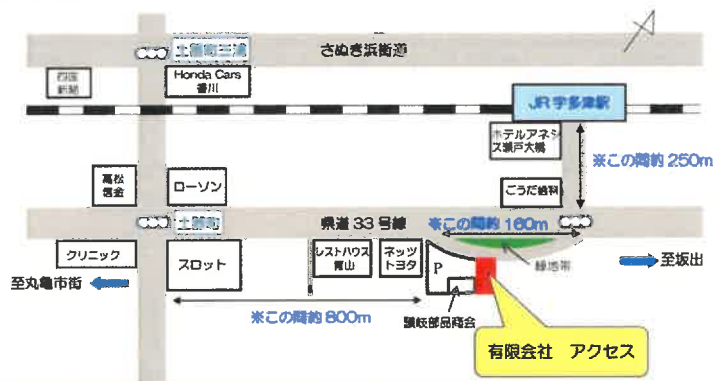 土器町三浦
さぬき浜街道
四国
新聞
Honda Cars
香川
JR宇多津駅
ホテルアネシ
ス瀬戸大橋
※この間約250m
高松
信金
ローソン
ごうだ歯科
土器町
県道33号線
※この間約160m
クリニック
スロット
レストハウス
青山
ネッツ
トヨタ
P
緑地帯
至坂出
至丸亀市街
※この間約800m
讃岐部品商会
有限会社 アクセス